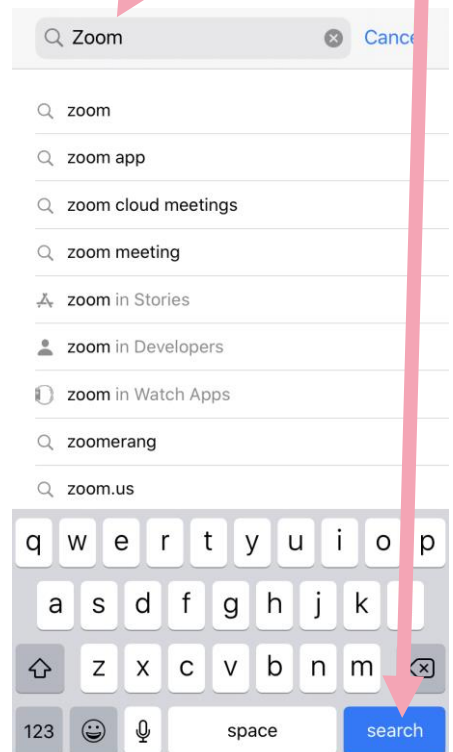 Zoom Cance
zoom
zoom app
zoom cloud meetings
zoom meeting
zoom in Stories
zoom in Developers
zoom in Watch Apps
zoomerang
zoom.us
q w e r t y u i o p
a s d f g h j k
z x c v b n m
123 space search